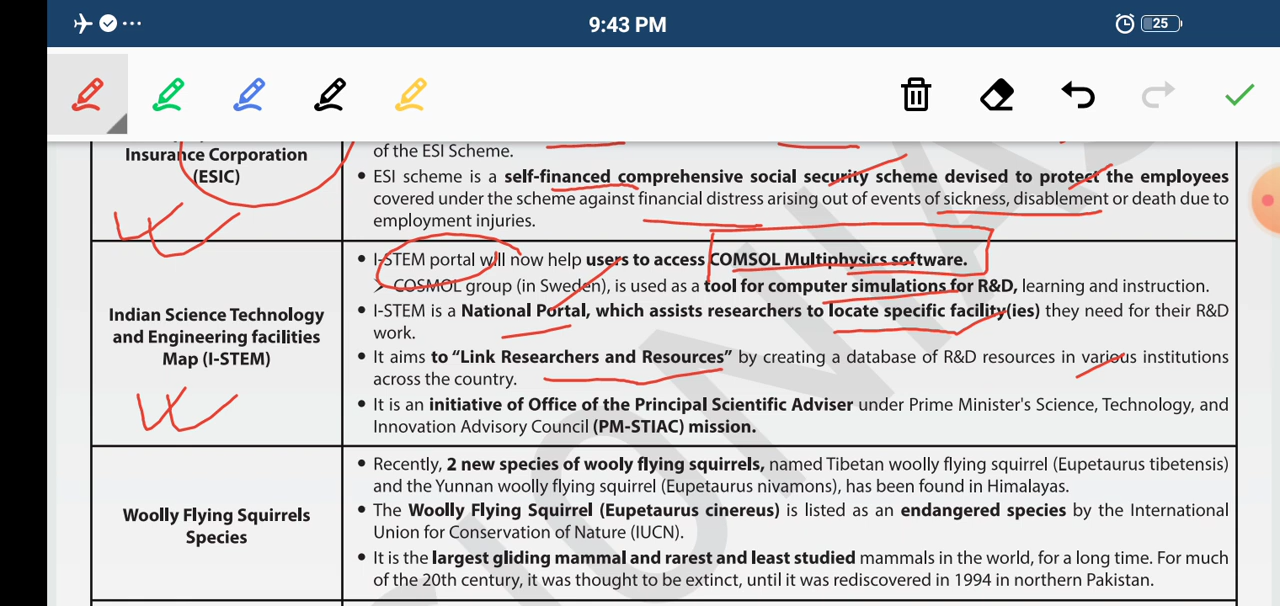 9:43 PM
25
Insurance Corporation
(ESIC)
of the ESI Scheme.
• ESI scheme is a self-financed comprehensive social security scheme devised to protect the employees
covered under the scheme against financial distress arising out of events of sickness, disablement or death due to
employment injuries.
Indian Science Technology
and Engineering facilities
Map (I-STEM)
• I-STEM portal will now help users to access COMSOL Multiphysics software.
➢ COSMOL group (in Sweden), is used as a tool for computer simulations for R&D, learning and instruction.
• I-STEM is a National Portal, which assists researchers to locate specific facility(ies) they need for their R&D
work.
• It aims to “Link Researchers and Resources” by creating a database of R&D resources in various institutions
across the country.
• It is an initiative of Office of the Principal Scientific Adviser under Prime Minister's Science, Technology, and
Innovation Advisory Council (PM-STIAC) mission.
Woolly Flying Squirrels
Species
• Recently, 2 new species of wooly flying squirrels, named Tibetan woolly flying squirrel (Eupetaurus tibetensis)
and the Yunnan woolly flying squirrel (Eupetaurus nivamons), has been found in Himalayas.
• The Woolly Flying Squirrel (Eupetaurus cinereus) is listed as an endangered species by the International
Union for Conservation of Nature (IUCN).
• It is the largest gliding mammal and rarest and least studied mammals in the world, for a long time. For much
of the 20th century, it was thought to be extinct, until it was rediscovered in 1994 in northern Pakistan.